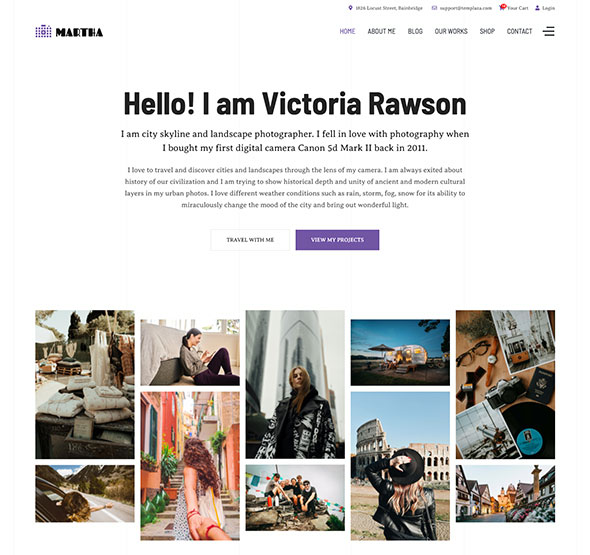 1026 Locust Street, Bainbridge support@templaza.com Your Cart Login
MARTHA
HOME ABOUT ME BLOG OUR WORKS SHOP CONTACT
Hello! I am Victoria Rawson
I am city skyline and landscape photographer. I fell in love with photography when
I bought my first digital camera Canon 5d Mark II back in 2011.
I love to travel and discover cities and landscapes through the lens of my camera. I am always exited about
history of our civilization and I am trying to show historical depth and unity of ancient and modern cultural
layers in my urban photos. I love different weather conditions such as rain, storm, fog, snow for its ability to
miraculously change the mood of the city and bring out wonderful light.
TRAVEL WITH ME VIEW MY PROJECTS
PASSPORT